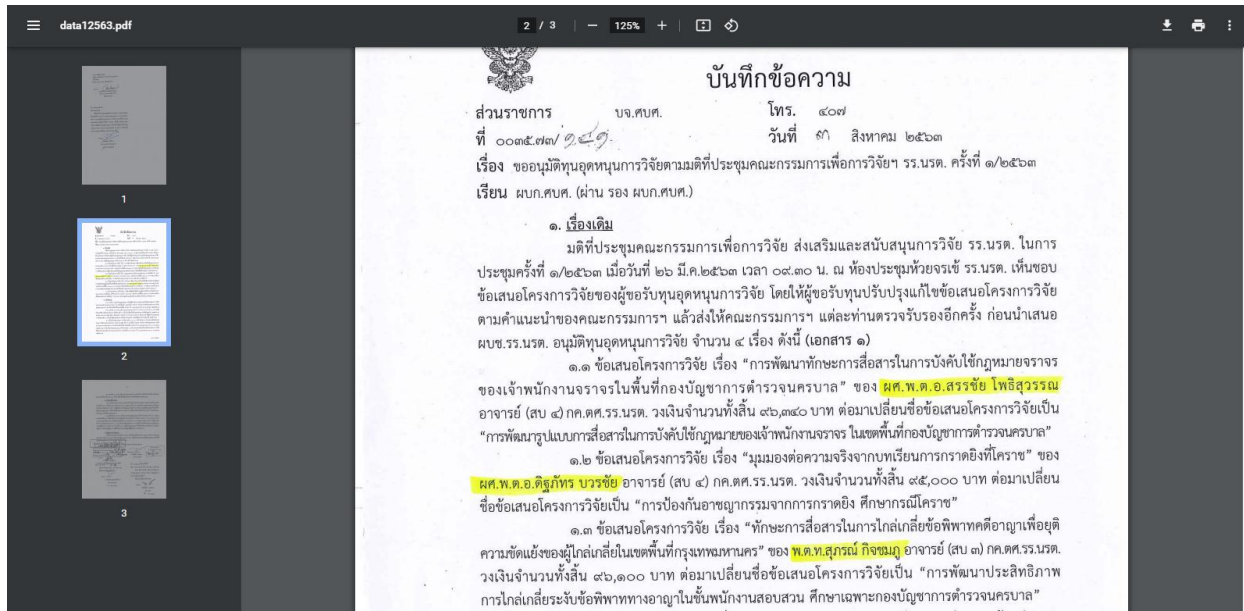 data12563.pdf
2 / 3
125%
1
2
3
บันทึกข้อความ
ส่วนราชการ บจ.ศบศ. โทร. ๔๐๗
ที่ ๐๐๓๕.๗๓/ วันที่ ๓ สิงหาคม ๒๕๖๓
เรื่อง ขออนุมัติทุนอุดหนุนการวิจัยตามมติที่ประชุมคณะกรรมการเพื่อการวิจัยฯ รร.นรต. ครั้งที่ ๑/๒๕๖๓
เรียน ผบก.ศบศ. (ผ่าน รอง ผบก.ศบศ.)
๑. เรื่องเดิม
มติที่ประชุมคณะกรรมการเพื่อการวิจัย ส่งเสริมและสนับสนุนการวิจัย รร.นรต. ในการ
ประชุมครั้งที่ ๑/๒๕๖๓ เมื่อวันที่ ๒๖ มี.ค.๒๕๖๓ เวลา ๐๙.๓๐ น. ณ ห้องประชุมห้วยจรเข้ รร.นรต. เห็นชอบ
ข้อเสนอโครงการวิจัยของผู้ขอรับทุนอุดหนุนการวิจัย โดยให้ผู้ขอรับทุนปรับปรุงแก้ไขข้อเสนอโครงการวิจัย
ตามคำแนะนำของคณะกรรมการฯ แล้วส่งให้คณะกรรมการฯ แต่ละท่านตรวจรับรองอีกครั้ง ก่อนนำเสนอ
ผบช.รร.นรต. อนุมัติทุนอุดหนุนการวิจัย จำนวน ๔ เรื่อง ดังนี้ (เอกสาร ๑)
๑.๑ ข้อเสนอโครงการวิจัย เรื่อง “การพัฒนาทักษะการสื่อสารในการบังคับใช้กฎหมายจราจร
ของเจ้าพนักงานจราจรในพื้นที่กองบัญชาการตำรวจนครบาล” ของ ผศ.พ.ต.อ.สรรชัย โพธิสุวรรณ
อาจารย์ (สบ ๔) กค.ตศ.รร.นรต. วงเงินจำนวนทั้งสิ้น ๙๖,๓๔๐ บาท ต่อมาเปลี่ยนชื่อข้อเสนอโครงการวิจัยเป็น
“การพัฒนารูปแบบการสื่อสารในการบังคับใช้กฎหมายของเจ้าพนักงานจราจร ในเขตพื้นที่กองบัญชาการตำรวจนครบาล”
๑.๒ ข้อเสนอโครงการวิจัย เรื่อง “มุมมองต่อความจริงจากบทเรียนการกราดยิงที่โคราช” ของ
ผศ.พ.ต.อ.ดิฐภัทร บวรชัย อาจารย์ (สบ ๔) กค.ตศ.รร.นรต. วงเงินจำนวนทั้งสิ้น ๙๕,๐๐๐ บาท ต่อมาเปลี่ยน
ชื่อข้อเสนอโครงการวิจัยเป็น “การป้องกันอาชญากรรมจากการกราดยิง ศึกษากรณีโคราช”
๑.๓ ข้อเสนอโครงการวิจัย เรื่อง “ทักษะการสื่อสารในการไกล่เกลี่ยข้อพิพาทคดีอาญาเพื่อยุติ
ความขัดแย้งของผู้ไกล่เกลี่ยในเขตพื้นที่กรุงเทพมหานคร” ของ พ.ต.ท.สุภรณ์ กิจชมภู อาจารย์ (สบ ๓) กค.ตศ.รร.นรต.
วงเงินจำนวนทั้งสิ้น ๙๖,๑๐๐ บาท ต่อมาเปลี่ยนชื่อข้อเสนอโครงการวิจัยเป็น “การพัฒนาประสิทธิภาพ
การไกล่เกลี่ยระงับข้อพิพาททางอาญาในชั้นพนักงานสอบสวน ศึกษาเฉพาะกองบัญชาการตำรวจนครบาล”